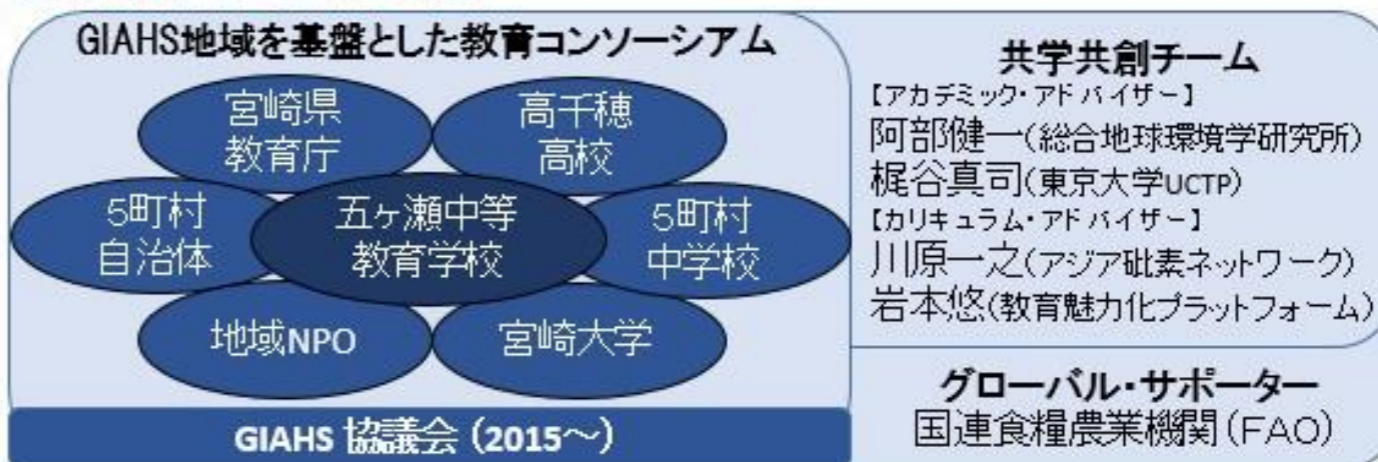 GIAHS地域を基盤とした教育コンソーシアム
宮崎県
教育庁
高千穂
高校
5町村
自治体
五ヶ瀬中等
教育学校
5町村
中学校
地域NPO
宮崎大学
GIAHS 協議会 (2015～)
共学共創チーム
【アカデミック・アドバイザー】
阿部健一(総合地球環境学研究所)
梶谷真司(東京大学UCTP)
【カリキュラム・アドバイザー】
川原一之(アジア砒素ネットワーク)
岩本悠(教育魅力化プラットフォーム)
グローバル・サポーター
国連食糧農業機関(FAO)